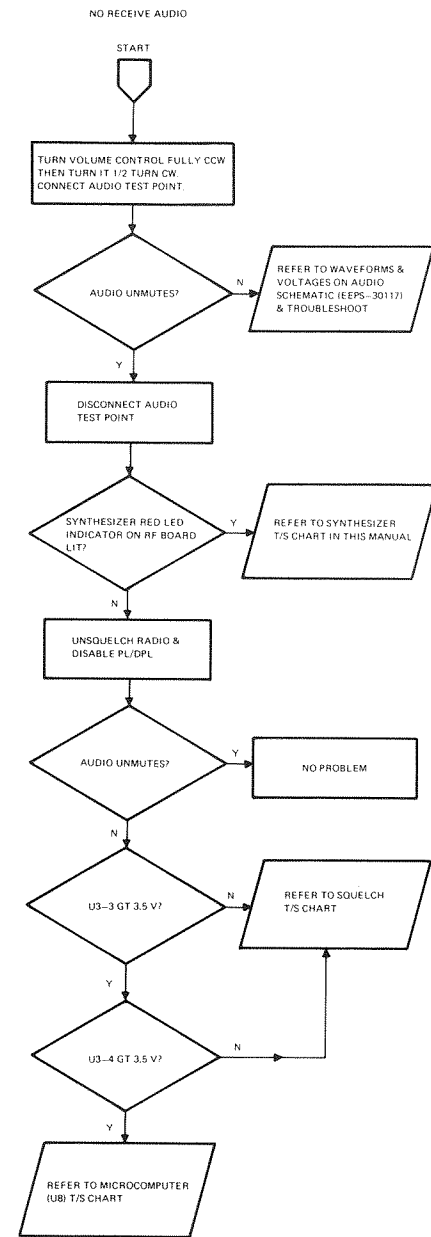 NO RECEIVE AUDIO
START
TURN VOLUME CONTROL FULLY CCW
THEN TURN IT 1/2 TURN CW.
CONNECT AUDIO TEST POINT.
AUDIO UNMUTES?
N
REFER TO WAVEFORMS &
VOLTAGES ON AUDIO
SCHEMATIC (EEPS-30117)
& TROUBLESHOOT
Y
DISCONNECT AUDIO
TEST POINT
SYNTHESIZER RED LED
INDICATOR ON RF BOARD
LIT?
Y
REFER TO SYNTHESIZER
T/S CHART IN THIS MANUAL
N
UNSQUELCH RADIO &
DISABLE PL/DPL
AUDIO UNMUTES?
Y
NO PROBLEM
N
U3-3 GT 3.5 V?
N
REFER TO SQUELCH
T/S CHART
Y
U3-4 GT 3.5 V?
N
Y
REFER TO MICROCOMPUTER
(U8) T/S CHART